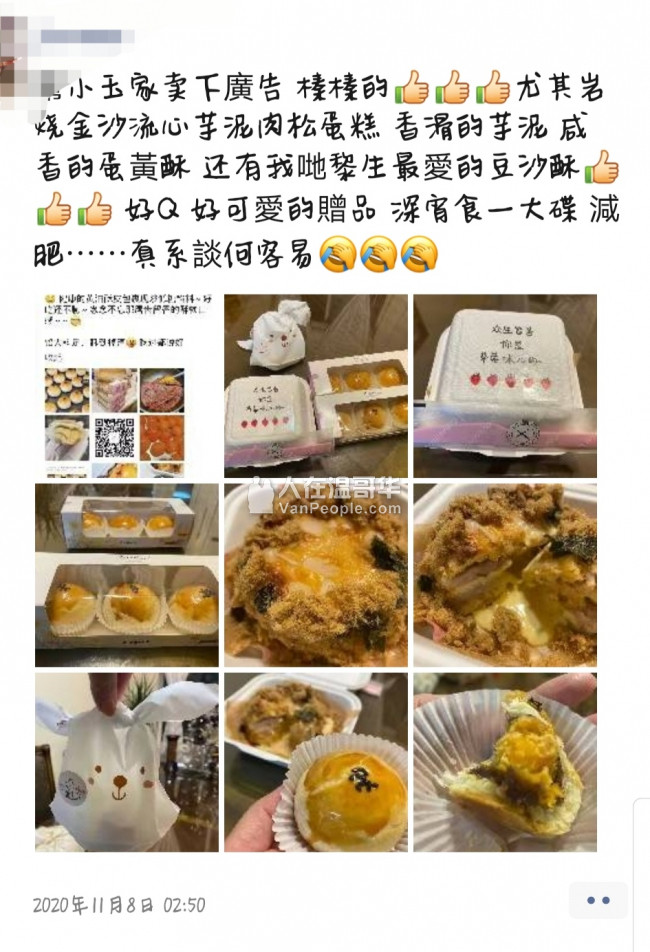 小玉家卖下廣告 棒棒的👍👍👍尤其岩
烧金沙流心芋泥肉松蛋糕 香滑的芋泥 咸
香的蛋黃酥 还有我哋黎生最愛的豆沙酥👍
👍👍 好Q 好可愛的贈品 深宵食一大碟 減
肥……真系談何容易🤦🤦🤦
众生皆苦
你是
草莓味儿的
人在温哥华
VanPeople.com
2020年11月8日 02:50